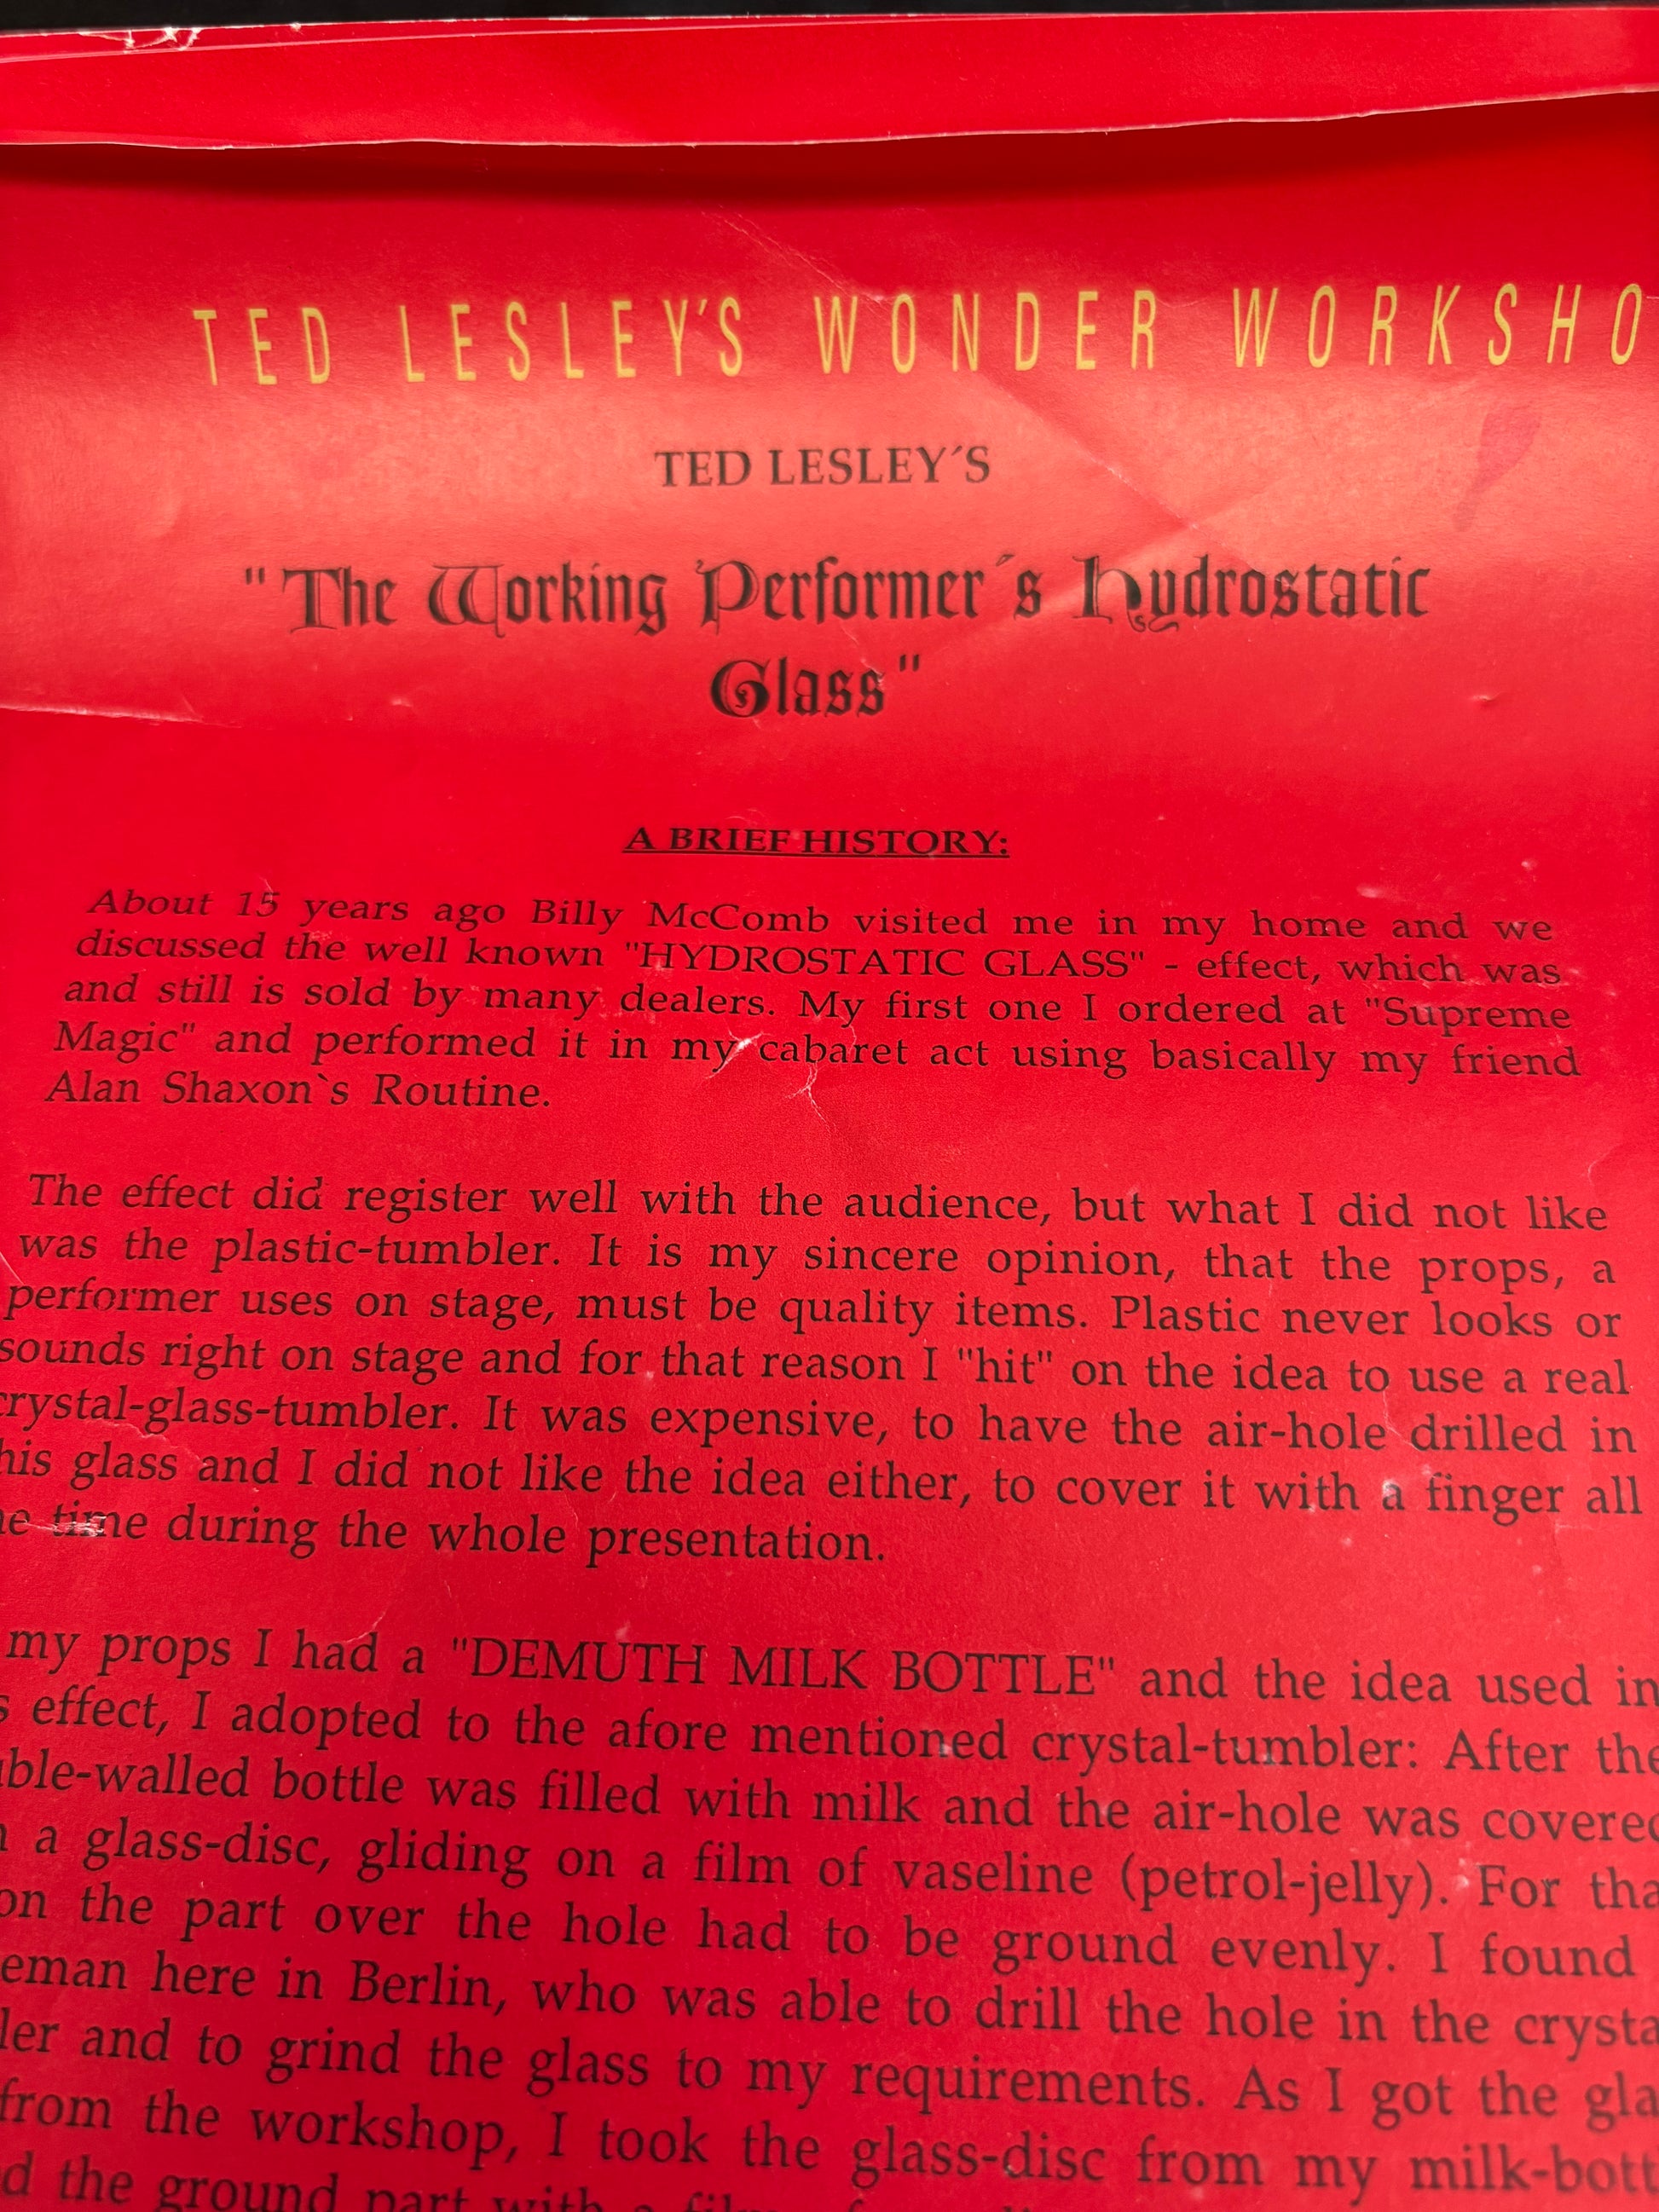 TED LESLEY'S WONDER WORKSHO
TED LESLEY´S
"The Working Performer´s Hydrostatic
Glass"
A BRIEF HISTORY:
About 15 years ago Billy McComb visited me in my home and we
discussed the well known "HYDROSTATIC GLASS" - effect, which was
and still is sold by many dealers. My first one I ordered at "Supreme
Magic" and performed it in my cabaret act using basically my friend
Alan Shaxon`s Routine.
The effect did register well with the audience, but what I did not like
was the plastic-tumbler. It is my sincere opinion, that the props, a
performer uses on stage, must be quality items. Plastic never looks or
sounds right on stage and for that reason I "hit" on the idea to use a real
crystal-glass-tumbler. It was expensive, to have the air-hole drilled in
his glass and I did not like the idea either, to cover it with a finger all
e time during the whole presentation.
my props I had a "DEMUTH MILK BOTTLE" and the idea used in
s effect, I adopted to the afore mentioned crystal-tumbler: After the
ble-walled bottle was filled with milk and the air-hole was covered
a glass-disc, gliding on a film of vaseline (petrol-jelly). For tha
on the part over the hole had to be ground evenly. I found
eman here in Berlin, who was able to drill the hole in the crysta
ler and to grind the glass to my requirements. As I got the gla
from the workshop, I took the glass-disc from my milk-bott
d the ground part with a